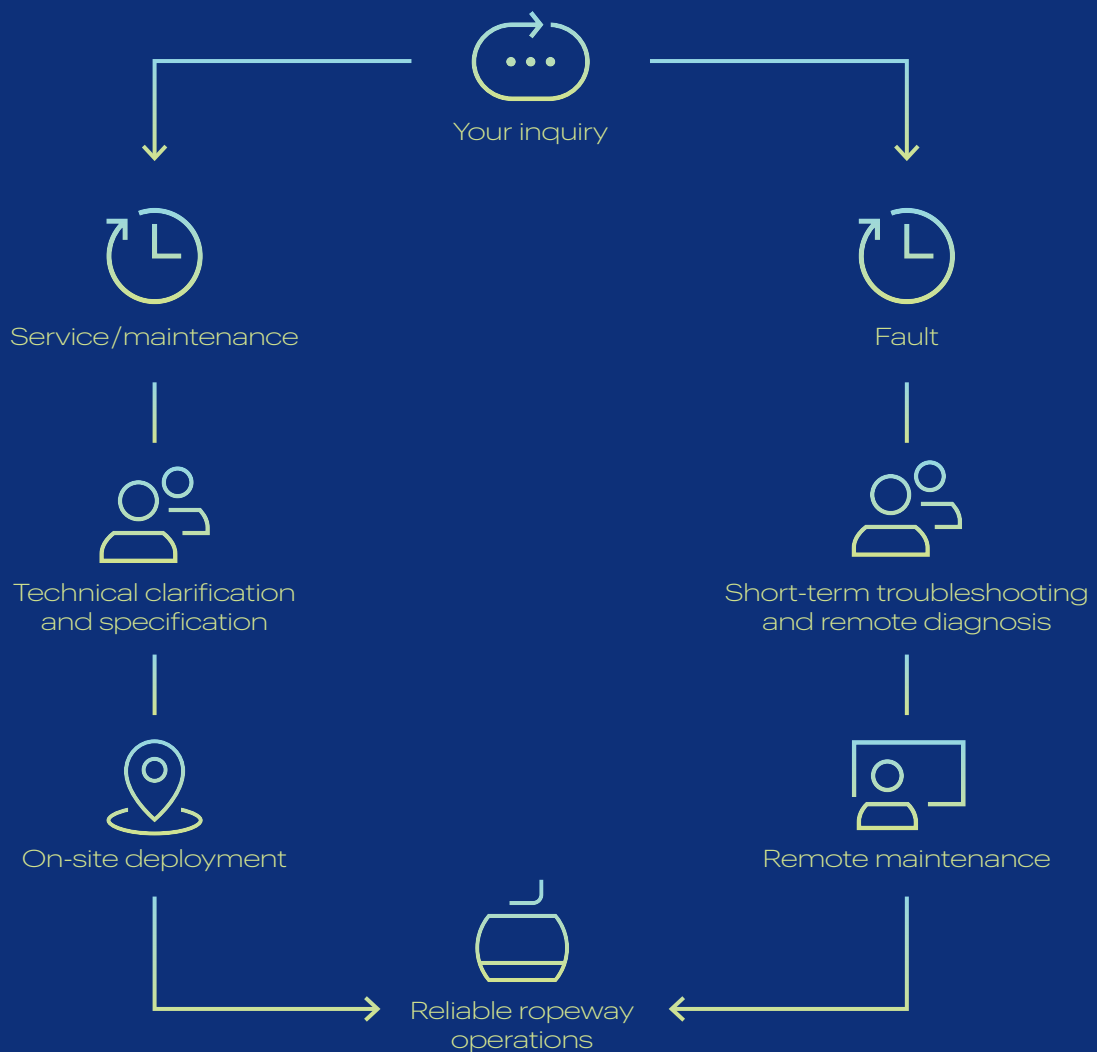 Your inquiry
Service/maintenance
Fault
Technical clarification
and specification
Short-term troubleshooting
and remote diagnosis
On-site deployment
Remote maintenance
Reliable ropeway
operations